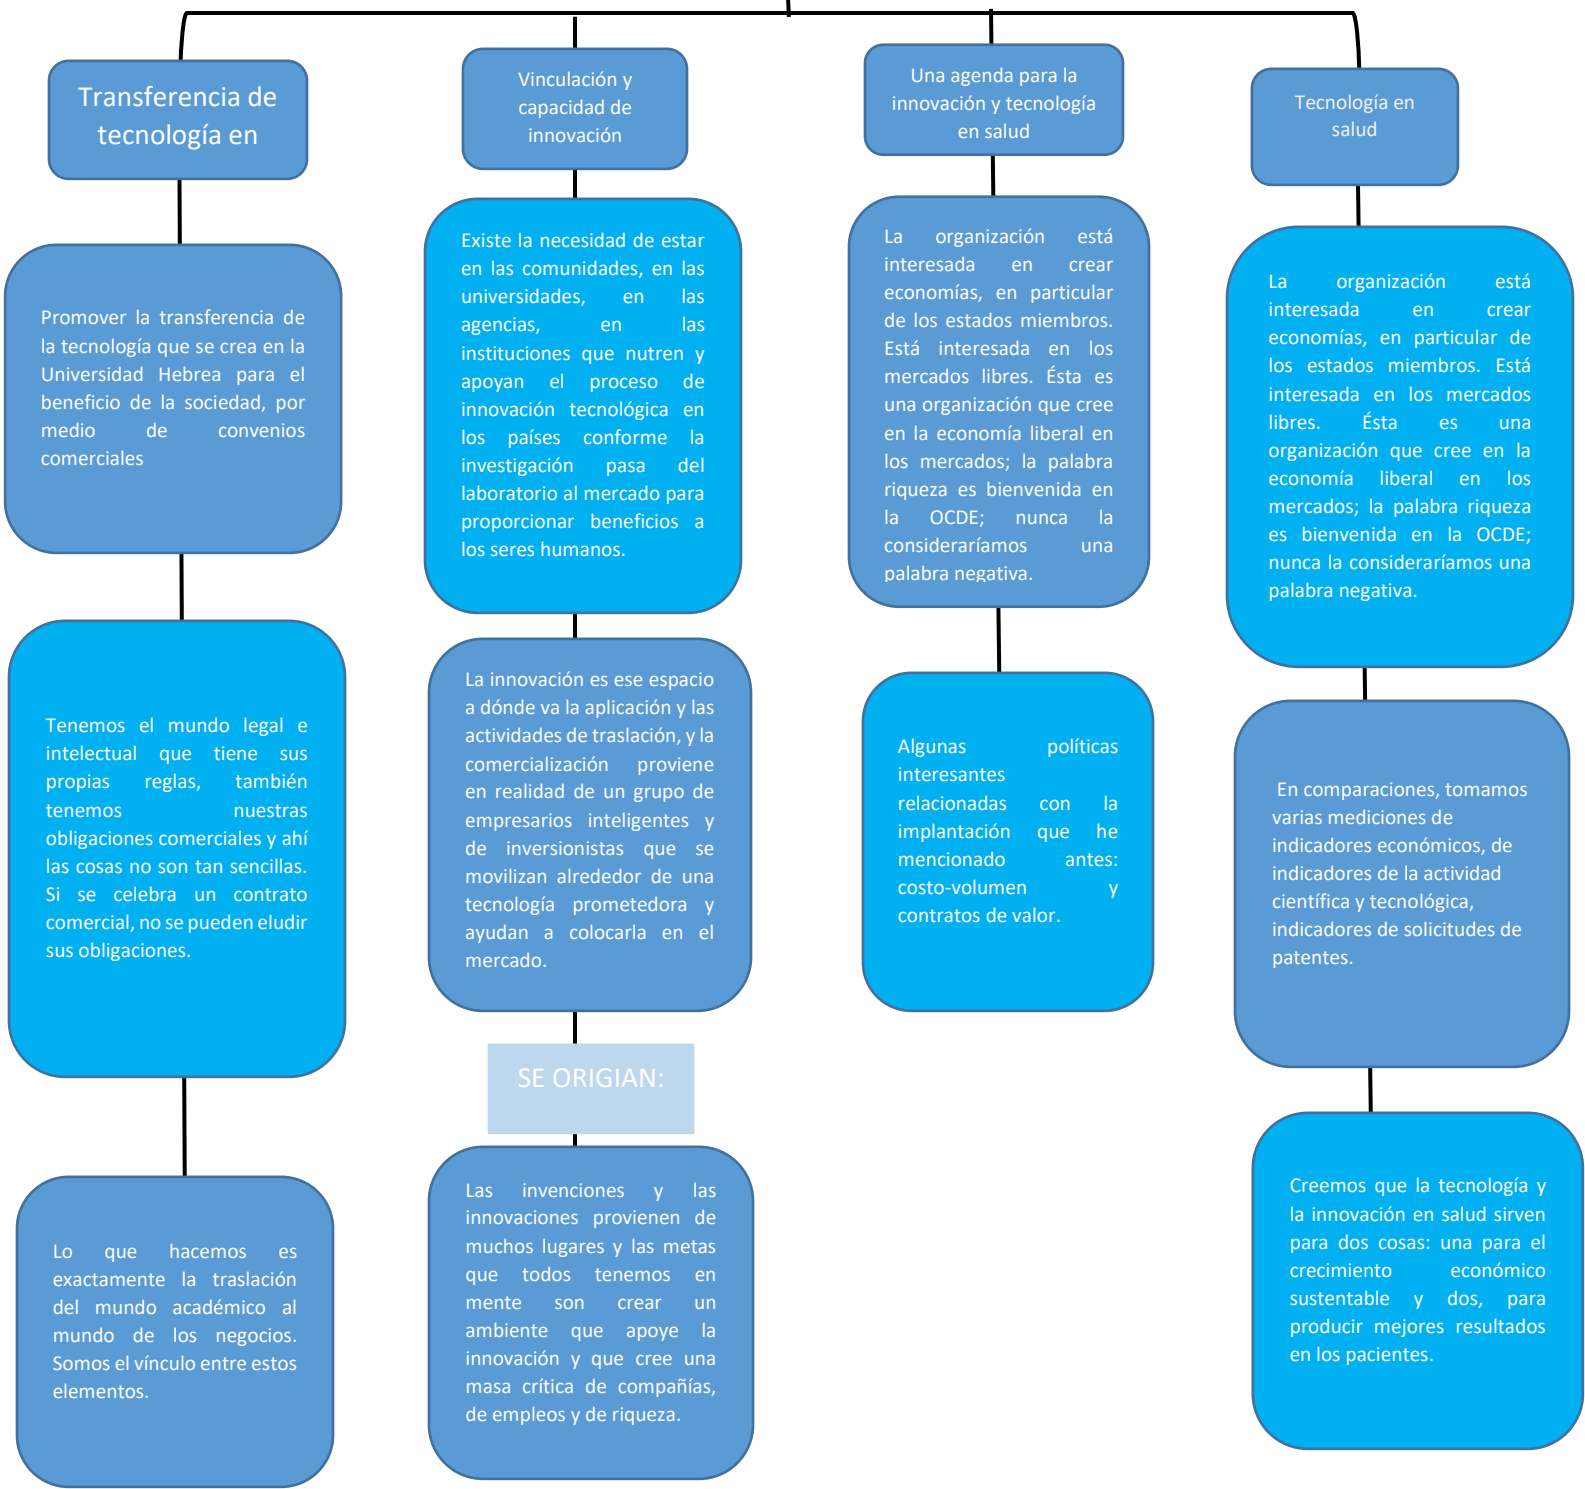 Transferencia de
tecnología en
Promover la transferencia de
la tecnología que se crea en la
Universidad Hebrea para el
beneficio de la sociedad, por
medio de convenios
comerciales
Tenemos el mundo legal e
intelectual que tiene sus
propias reglas, también
tenemos nuestras
obligaciones comerciales y ahí
las cosas no son tan sencillas.
Si se celebra un contrato
comercial, no se pueden eludir
sus obligaciones.
Lo que hacemos es
exactamente la traslación
del mundo académico al
mundo de los negocios.
Somos el vínculo entre estos
elementos.
Vinculación y
capacidad de
innovación
Existe la necesidad de estar
en las comunidades, en las
universidades, en las
agencias, en las
instituciones que nutren y
apoyan el proceso de
innovación tecnológica en
los países conforme la
investigación pasa del
laboratorio al mercado para
proporcionar beneficios a
los seres humanos.
La innovación es ese espacio
a dónde va la aplicación y las
actividades de traslación, y la
comercialización proviene
en realidad de un grupo de
empresarios inteligentes y
de inversionistas que se
movilizan alrededor de una
tecnología prometedora y
ayudan a colocarla en el
mercado.
SE ORIGIAN:
Las invenciones y las
innovaciones provienen de
muchos lugares y las metas
que todos tenemos en
mente son crear un
ambiente que apoye la
innovación y que cree una
masa crítica de compañías,
de empleos y de riqueza.
Una agenda para la
innovación y tecnología
en salud
La organización está
interesada en crear
economías, en particular
de los estados miembros.
Está interesada en los
mercados libres. Ésta es
una organización que cree
en la economía liberal en
los mercados; la palabra
riqueza es bienvenida en
la OCDE; nunca la
consideraríamos una
palabra negativa.
Algunas políticas
interesantes
relacionadas con la
implantación que he
mencionado antes:
costo-volumen y
contratos de valor.
Tecnología en
salud
La organización está
interesada en crear
economías, en particular de
los estados miembros. Está
interesada en los mercados
libres. Ésta es una
organización que cree en la
economía liberal en los
mercados; la palabra riqueza
es bienvenida en la OCDE;
nunca la consideraríamos una
palabra negativa.
En comparaciones, tomamos
varias mediciones de
indicadores económicos, de
indicadores de la actividad
científica y tecnológica,
indicadores de solicitudes de
patentes.
Creemos que la tecnología y
la innovación en salud sirven
para dos cosas: una para el
crecimiento económico
sustentable y dos, para
producir mejores resultados
en los pacientes.